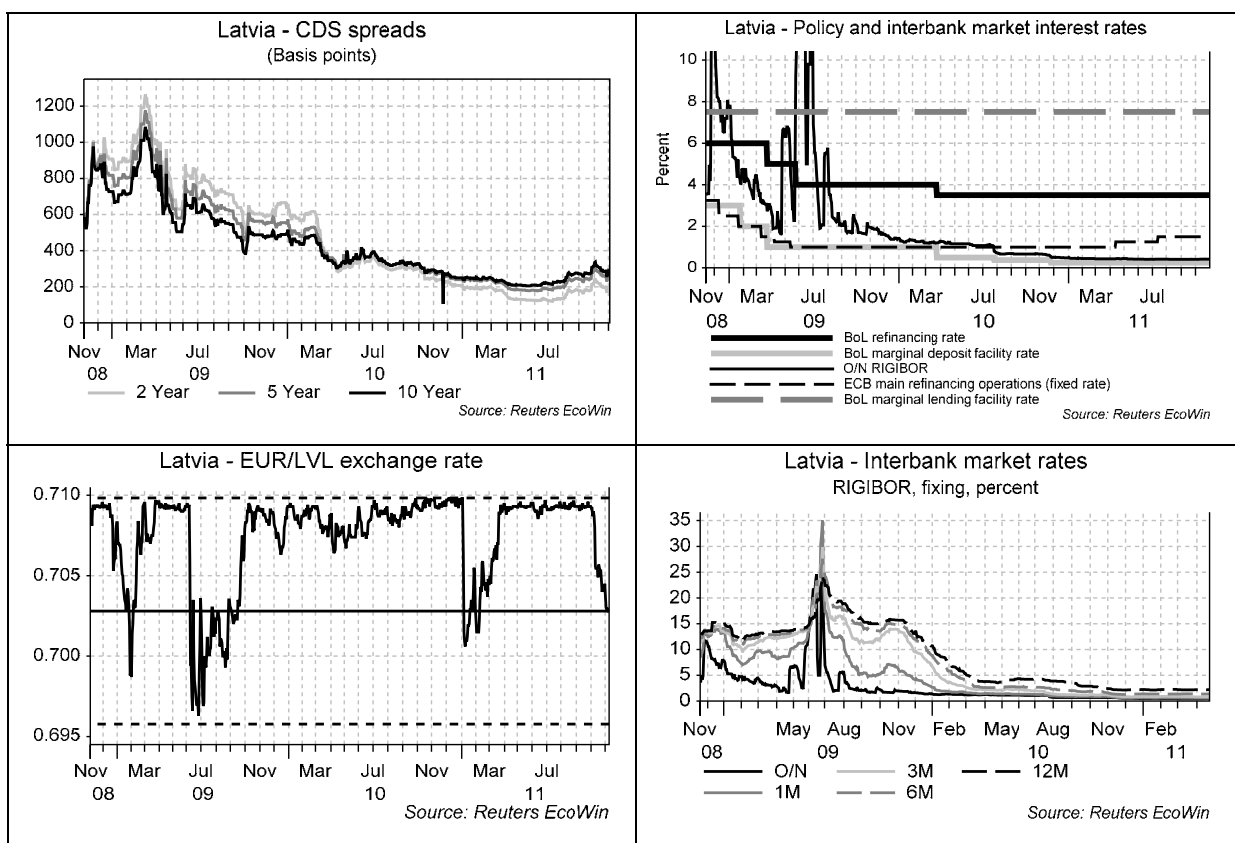 Latvia - CDS spreads
(Basis points)
1200
1000
800
600
400
200
0
Nov Mar Jul Nov Mar Jul Nov Mar Jul
08 09 10 11
2 Year 5 Year 10 Year
Source: Reuters EcoWin
Latvia - Policy and interbank market interest rates
Percent
10
8
6
4
2
0
Nov Mar Jul Nov Mar Jul Nov Mar Jul
08 09 10 11
BoL refinancing rate
BoL marginal deposit facility rate
O/N RIGIBOR
ECB main refinancing operations (fixed rate)
BoL marginal lending facility rate
Source: Reuters EcoWin
Latvia - EUR/LVL exchange rate
0.710
0.705
0.700
0.695
Nov Mar Jul Nov Mar Jul Nov Mar Jul
08 09 10 11
Source: Reuters EcoWin
Latvia - Interbank market rates
RIGIBOR, fixing, percent
35
30
25
20
15
10
5
0
Nov May Aug Nov Feb May Aug Nov Feb
08 09 10 11
O/N 3M 12M
1M 6M
Source: Reuters EcoWin